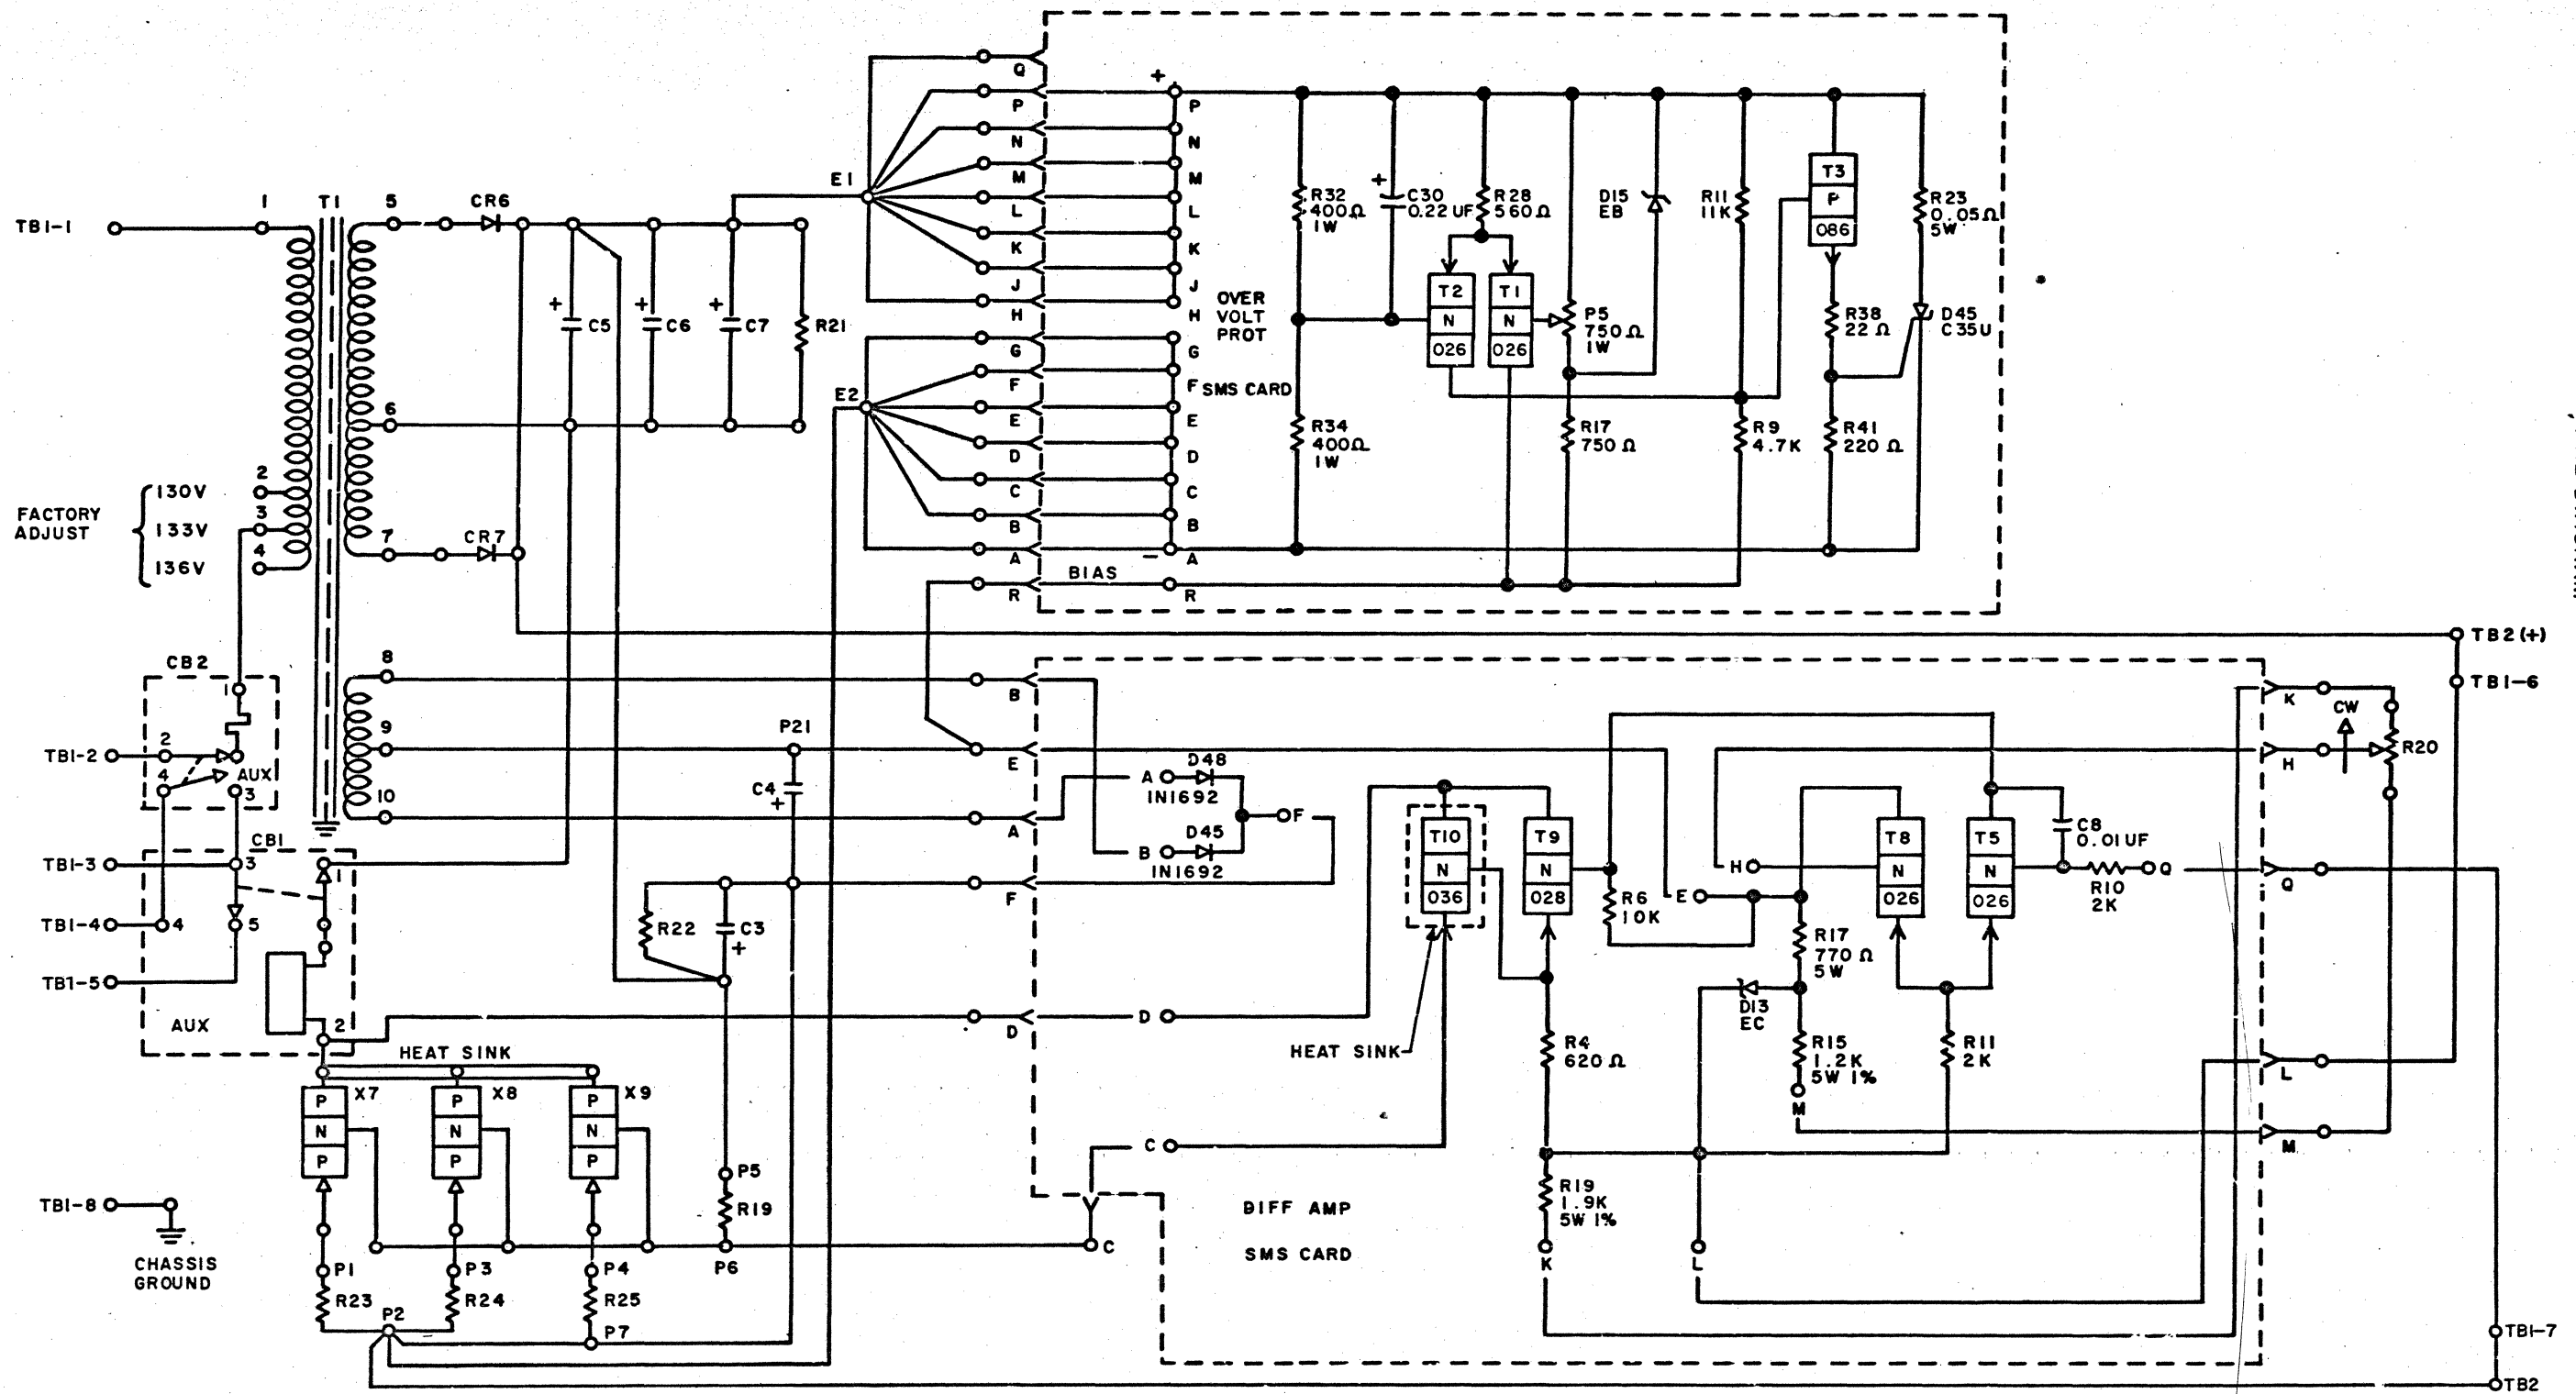 Q
P
N
M
L
K
J
H
G
F
E
D
C
B
A
R
+
P
N
M
L
K
J
H
G
F
E
D
C
B
A
R
−
BIAS
E1
E2
OVER
VOLT
PROT
SMS CARD
R32
400Ω
1W
+
C30
0.22UF
R28
560Ω
D15
EB
R11
11K
T3
P
086
R23
0.05Ω
5W
T2
N
026
T1
N
026
P5
750Ω
1W
R38
22Ω
D45
C35U
R34
400Ω
1W
R17
750Ω
R9
4.7K
R41
220Ω
TB1-1
1
T1
5
CR6
+
C5
+
C6
+
C7
R21
6
FACTORY
ADJUST
130V
133V
136V
2
3
4
7
CR7
TB2(+)
TB1-6
CB2
1
8
9
10
TB1-2
2
4
AUX
3
P21
C4
+
CB1
TB1-3
3
1
TB1-4
4
5
TB1-5
AUX
2
R22
C3
+
HEAT SINK
X7
X8
X9
P
N
P
P
N
P
P
N
P
TB1-8
CHASSIS
GROUND
P5
R19
P6
P1
P3
P4
R23
R24
R25
P2
P7
B
E
A
F
D
C
A
D48
IN1692
F
B
D45
IN1692
D
T10
N
036
T9
N
028
HEAT SINK
C
R6
10K
H
E
T8
N
026
T5
N
026
C8
0.01UF
R10
2K
Q
R17
770Ω
5W
D13
EC
R15
1.2K
5W 1%
M
R11
2K
R4
620Ω
R19
1.9K
5W 1%
K
L
DIFF AMP
SMS CARD
K
H
Q
L
M
CW
R20
TB1-7
TB2